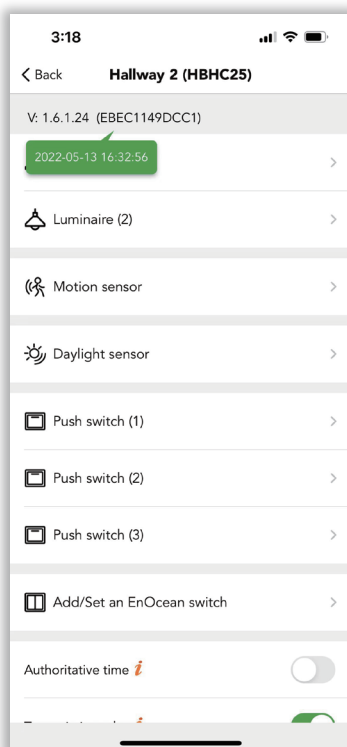 3:18
Back
Hallway 2 (HBHC25)
V: 1.6.1.24 (EBEC1149DCC1)
2022-05-13 16:32:56
Luminaire (2)
Motion sensor
Daylight sensor
Push switch (1)
Push switch (2)
Push switch (3)
Add/Set an EnOcean switch
Authoritative time i